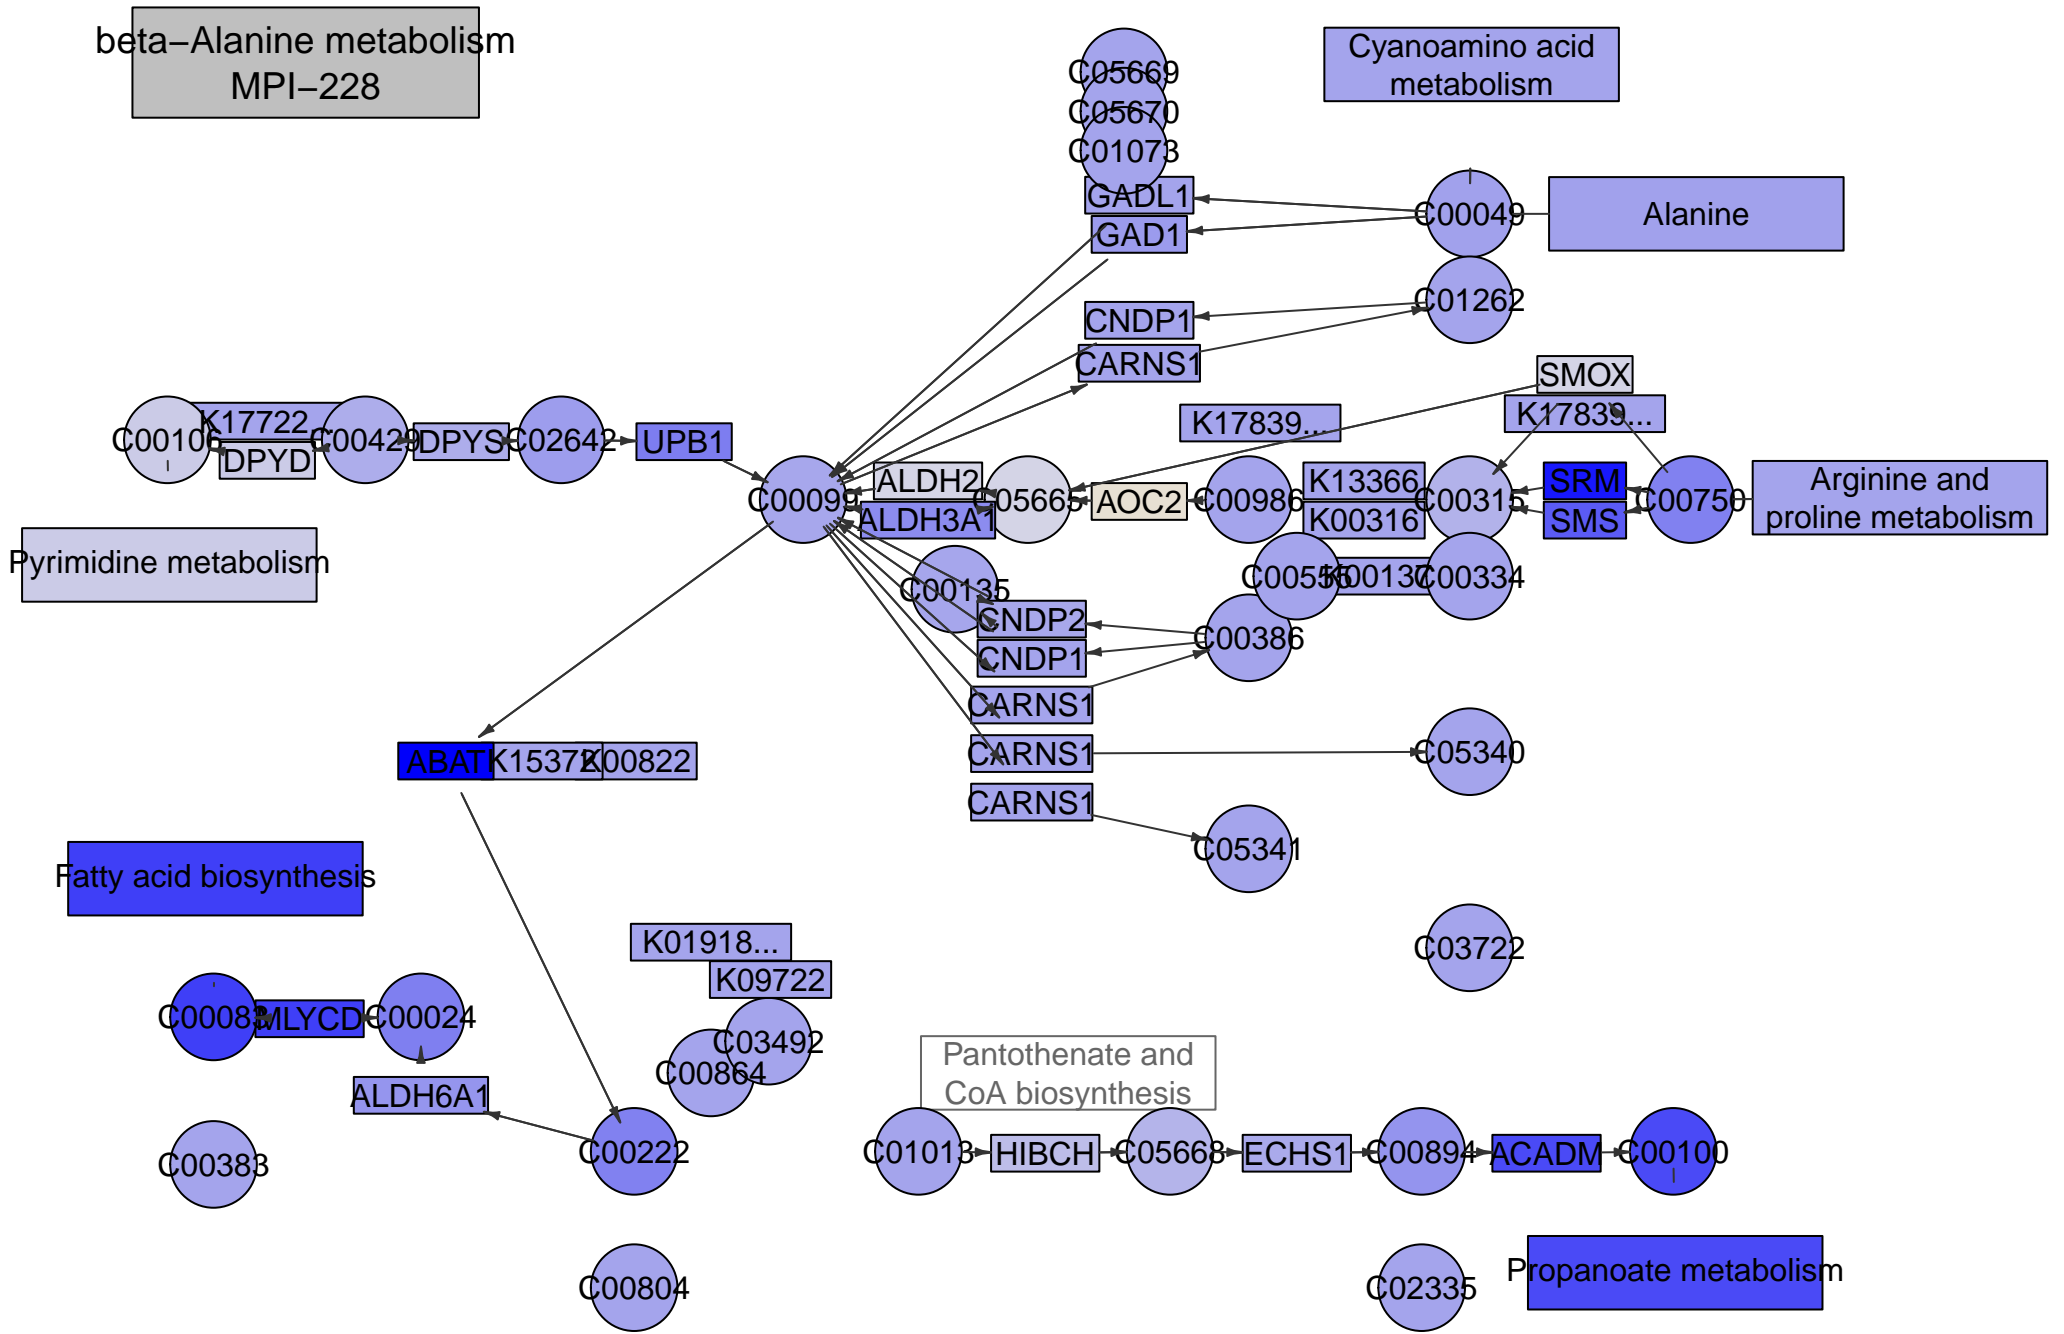 beta−Alanine metabolism
MPI−228
C05669
C05670
C01073
Cyanoamino acid
metabolism
GADL1
GAD1
C00049
Alanine
C01262
CNDP1
CARNS1
SMOX
K17839...
K17839...
C00106
K17722...
DPYD
C00429
DPYS
C02642
UPB1
C00099
ALDH2
ALDH3A1
C05665
AOC2
C00986
K13366
K00316
C00315
SRM
SMS
C00750
Arginine and
proline metabolism
Pyrimidine metabolism
C00135
C00555
K00137
C00334
CNDP2
CNDP1
C00386
CARNS1
CARNS1
C05340
CARNS1
C05341
ABAT
K15372
K00822
Fatty acid biosynthesis
K01918...
K09722
C03722
C00083
MLYCD
C00024
C03492
C00864
ALDH6A1
Pantothenate and
CoA biosynthesis
C00383
C00222
C01013
HIBCH
C05668
ECHS1
C00894
ACADM
C00100
C00804
C02335
Propanoate metabolism